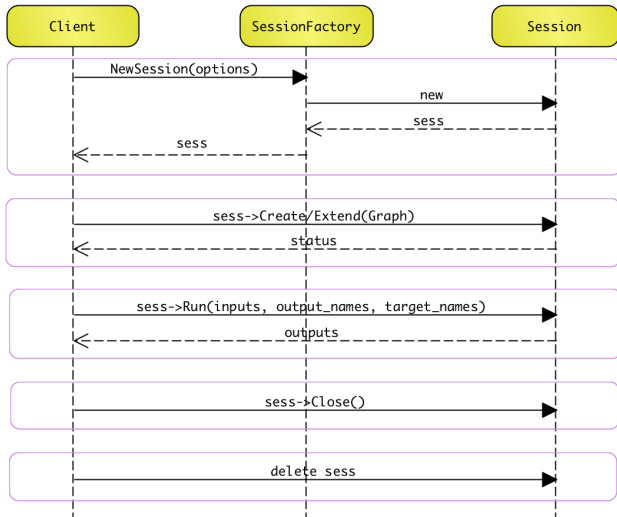 Client
SessionFactory
Session
NewSession(options)
new
sess
sess
sess->Create/Extend(Graph)
status
sess->Run(inputs, output_names, target_names)
outputs
sess->Close()
delete sess